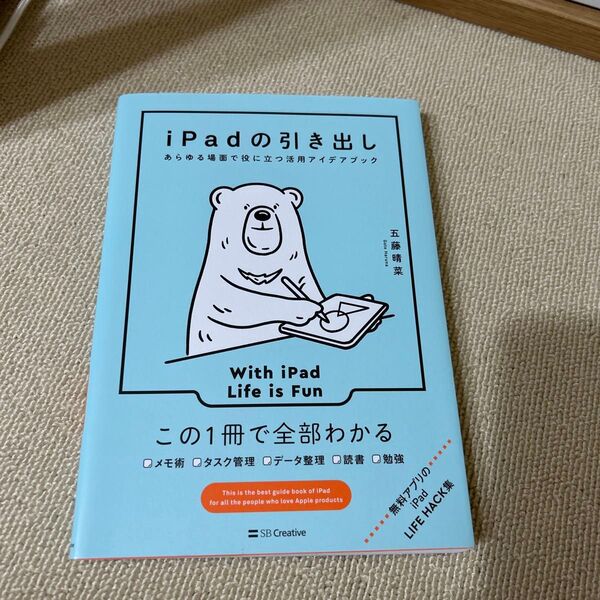 iPadの引き出し
あらゆる場面で役に立つ活用アイデアブック
五藤晴菜
Goto Haruna
With iPad
Life is Fun
この1冊で全部わかる
メモ術 タスク管理 データ整理 読書 勉強
This is the best guide book of iPad
for all the people who love Apple products
無料アプリの
iPad
LIFE HACK集
SB Creative